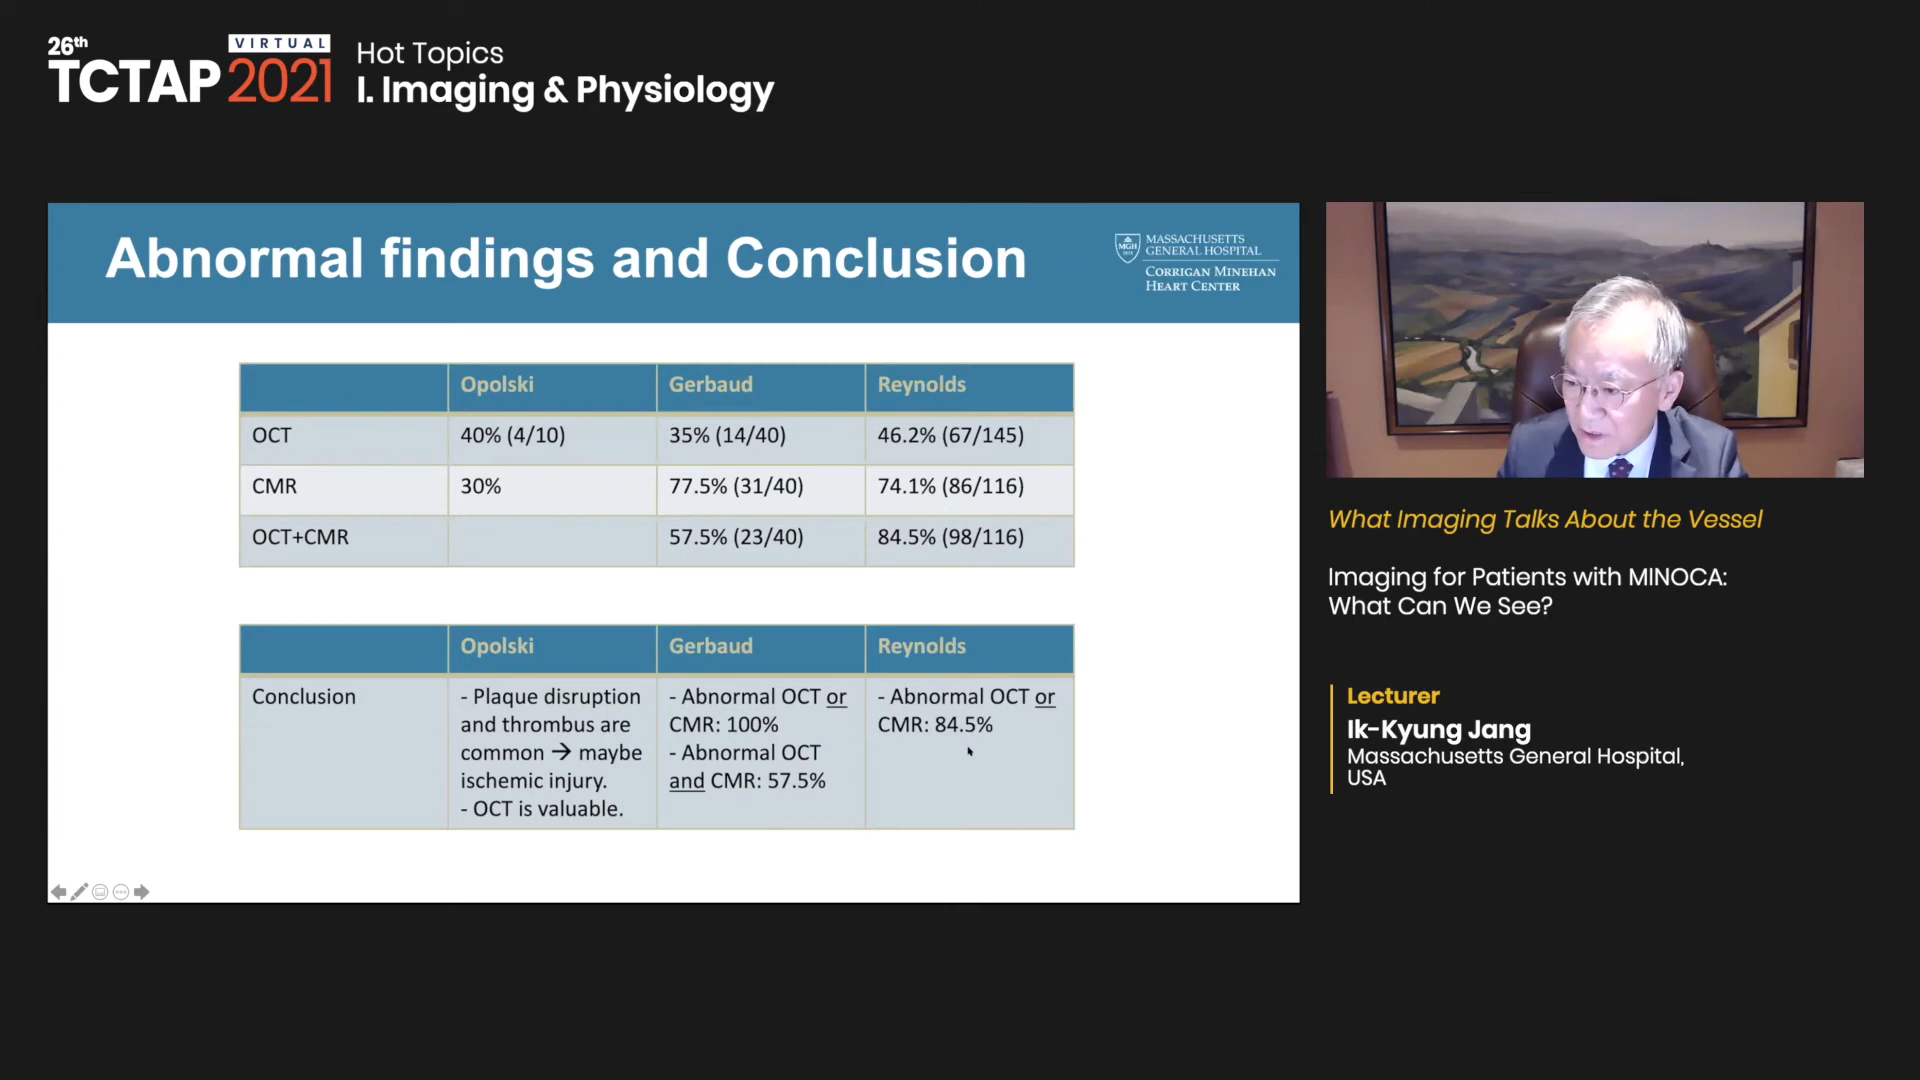 26th
VIRTUAL
TCTAP 2021
Hot Topics
I. Imaging & Physiology
Abnormal findings and Conclusion
MGH
1811
MASSACHUSETTS
GENERAL HOSPITAL
CORRIGAN MINEHAN
HEART CENTER
Opolski Gerbaud Reynolds
OCT 40% (4/10) 35% (14/40) 46.2% (67/145)
CMR 30% 77.5% (31/40) 74.1% (86/116)
OCT+CMR 57.5% (23/40) 84.5% (98/116)
Opolski Gerbaud Reynolds
Conclusion
- Plaque disruption
and thrombus are
common → maybe
ischemic injury.
- OCT is valuable.
- Abnormal OCT or
CMR: 100%
- Abnormal OCT
and CMR: 57.5%
- Abnormal OCT or
CMR: 84.5%
What Imaging Talks About the Vessel
Imaging for Patients with MINOCA:
What Can We See?
Lecturer
Ik-Kyung Jang
Massachusetts General Hospital,
USA